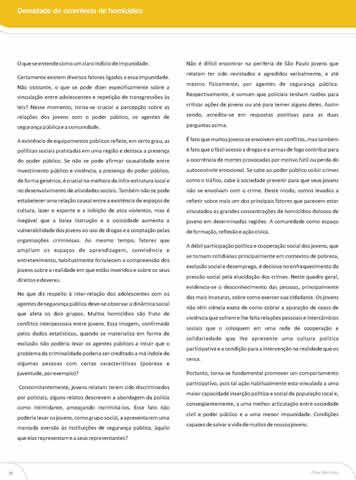 Densidade de ocorrência de homicídios
O que se entende como um claro indício de impunidade.
Certamente existem diversos fatores ligados a essa impunidade.
Não obstante, o que se pode dizer especificamente sobre a
vinculação entre adolescentes e repetição de transgressões às
leis? Nesse momento, torna-se crucial a percepção sobre as
relações dos jovens com o poder público, os agentes de
segurança pública e a comunidade.
A existência de equipamentos públicos reflete, em certo grau, as
políticas sociais praticadas em uma região e destaca a presença
do poder público. Se não se pode afirmar causalidade entre
investimento público e violência, a presença do poder público,
de forma genérica, é crucial na melhora da infra-estrutura local e
no desenvolvimento de atividades sociais. Também não se pode
estabelecer uma relação causal entre a existência de espaços de
cultura, lazer e esporte e a inibição de atos violentos, mas é
inegável que a baixa instrução e a ociosidade aumenta a
vulnerabilidade dos jovens ao uso de drogas e a cooptação pelas
organizações criminosas. Ao mesmo tempo, fatores que
ampliam os espaços de aprendizagem, convivência e
entretenimento, habitualmente fortalecem a compreensão dos
jovens sobre a realidade em que estão inseridos e sobre os seus
direitos e deveres.
No que diz respeito à inter-relação dos adolescentes com os
agentes de segurança pública deve-se observar a dinâmica social
que afeta os dois grupos. Muitos homicídios são fruto de
conflitos interpessoais entre jovens. Essa imagem, confirmada
pelos dados estatísticos, quando se materializa em forma de
exclusão não poderia levar os agentes públicos a intuir que o
problema da criminalidade poderia ser creditado a má índole de
algumas pessoas com certas características (pobreza e
juventude, por exemplo)?
Concomitantemente, jovens relatam terem sido discriminados
por policiais, alguns relatos descrevem a abordagem da polícia
como intimidante, ameaçando incriminá-los. Esse fato não
poderia levar os jovens, como grupo social, a apresentarem uma
marcada aversão às instituições de segurança pública, àquilo
que elas representam e a seus representantes?
Não é difícil encontrar na periferia de São Paulo jovens que
relatam ter sido revistados e agredidos verbalmente, e até
mesmo fisicamente, por agentes de segurança pública.
Respectivamente, é comum que policiais tenham razões para
criticar ações de jovens ou até para temer alguns deles. Assim
sendo, acredita-se em respostas positivas para as duas
perguntas acima.
É fato que muitos jovens se envolvem em conflitos, mas também
é fato que o fácil acesso a drogas e a armas de fogo contribui para
a ocorrência de mortes provocadas por motivo fútil ou perda do
autocontrole emocional. Se cabe ao poder público coibir crimes
como o tráfico, cabe à sociedade prevenir para que seus jovens
não se envolvam com o crime. Deste modo, somos levados a
refletir sobre mais um dos principais fatores que parecem estar
vinculados às grandes concentrações de homicídios dolosos de
jovens em determinadas regiões. A comunidade como espaço
de formação, reflexão e ação cívica.
A débil participação política e cooperação social dos jovens, que
se tornam cotidianas principalmente em contextos de pobreza,
exclusão social e desemprego, é decisiva no enfraquecimento da
pressão social pela elucidação dos crimes. Neste quadro geral,
evidencia-se o desconhecimento das pessoas, principalmente
das mais imaturas, sobre como exercer sua cidadania. Os jovens
não têm ciência exata de como cobrar a apuração de casos de
violência que sofrem e lhe falta relações pessoais e intercâmbios
sociais que o coloquem em uma rede de cooperação e
solidariedade que lhe apresente uma cultura política
participativa e a condição para a intervenção na realidade que os
cerca.
Portanto, torna-se fundamental promover um comportamento
participativo, pois tal ação habitualmente esta vinculada a uma
maior capacidade inserção política e social da população local e,
conseqüentemente, a uma melhor articulação entre sociedade
civil e poder público e a uma menor impunidade. Condições
capazes de salvar a vida de muitos de nossos jovens.